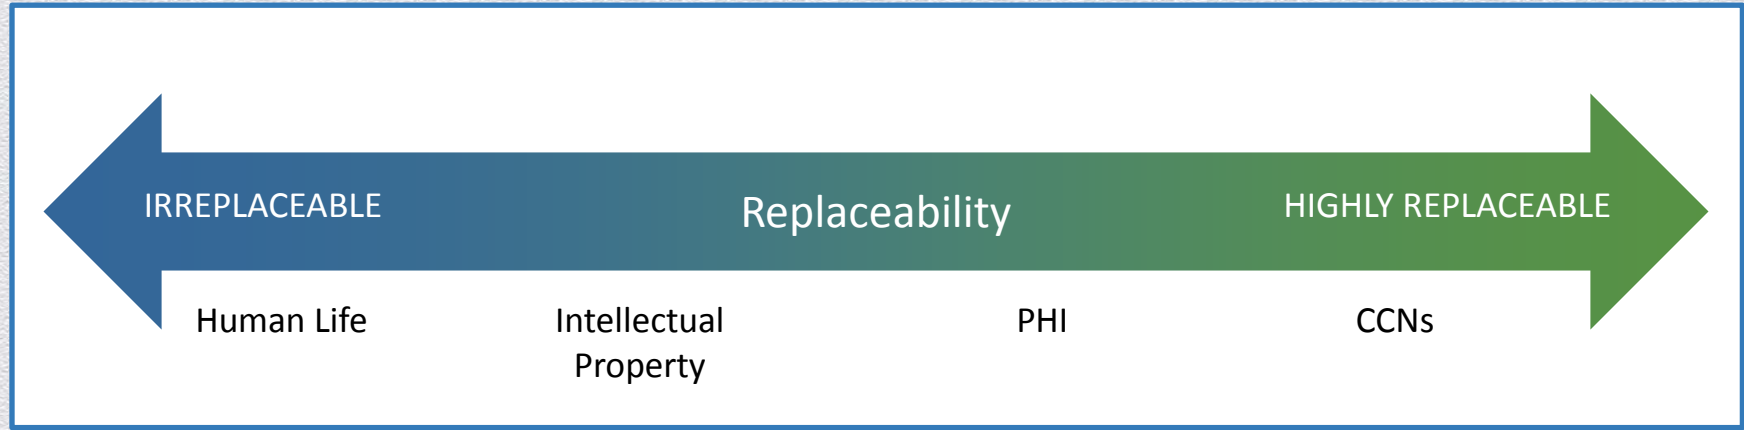 IRREPLACEABLE
Replaceability
HIGHLY REPLACEABLE
Human Life
Intellectual
Property
PHI
CCNs